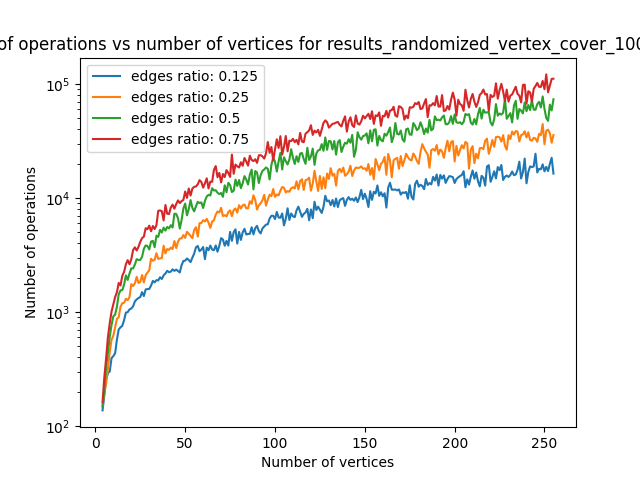 of operations vs number of vertices for results_randomized_vertex_cover_100
edges ratio: 0.125
edges ratio: 0.25
edges ratio: 0.5
edges ratio: 0.75
Number of operations
10^5
10^4
10^3
10^2
0 50 100 150 200 250
Number of vertices